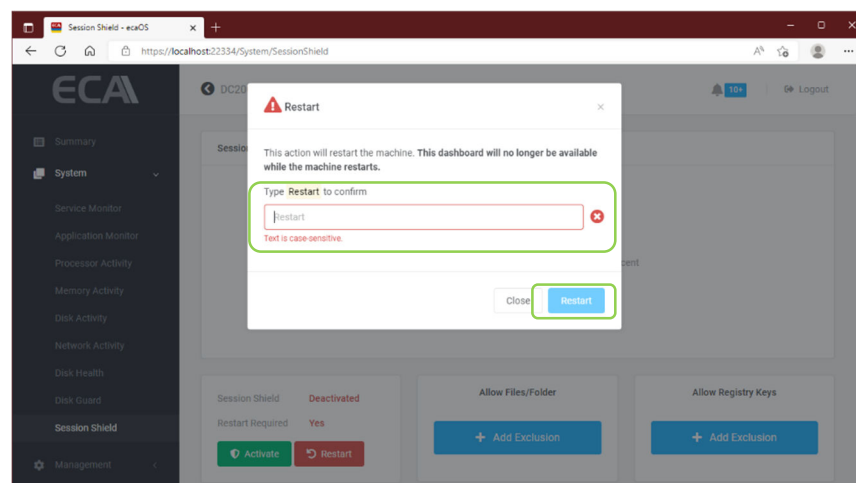 Session Shield - ecaOS
https://localhost:22334/System/SessionShield
10+
Logout
ECA
DC20
Summary
System
Service Monitor
Application Monitor
Processor Activity
Memory Activity
Disk Activity
Network Activity
Disk Health
Disk Guard
Session Shield
Management
Restart
This action will restart the machine. This dashboard will no longer be available
while the machine restarts.
Type Restart to confirm
Restart
Text is case-sensitive.
Close
Restart
Session Shield Deactivated
Restart Required Yes
Activate
Restart
Allow Files/Folder
Add Exclusion
Allow Registry Keys
Add Exclusion